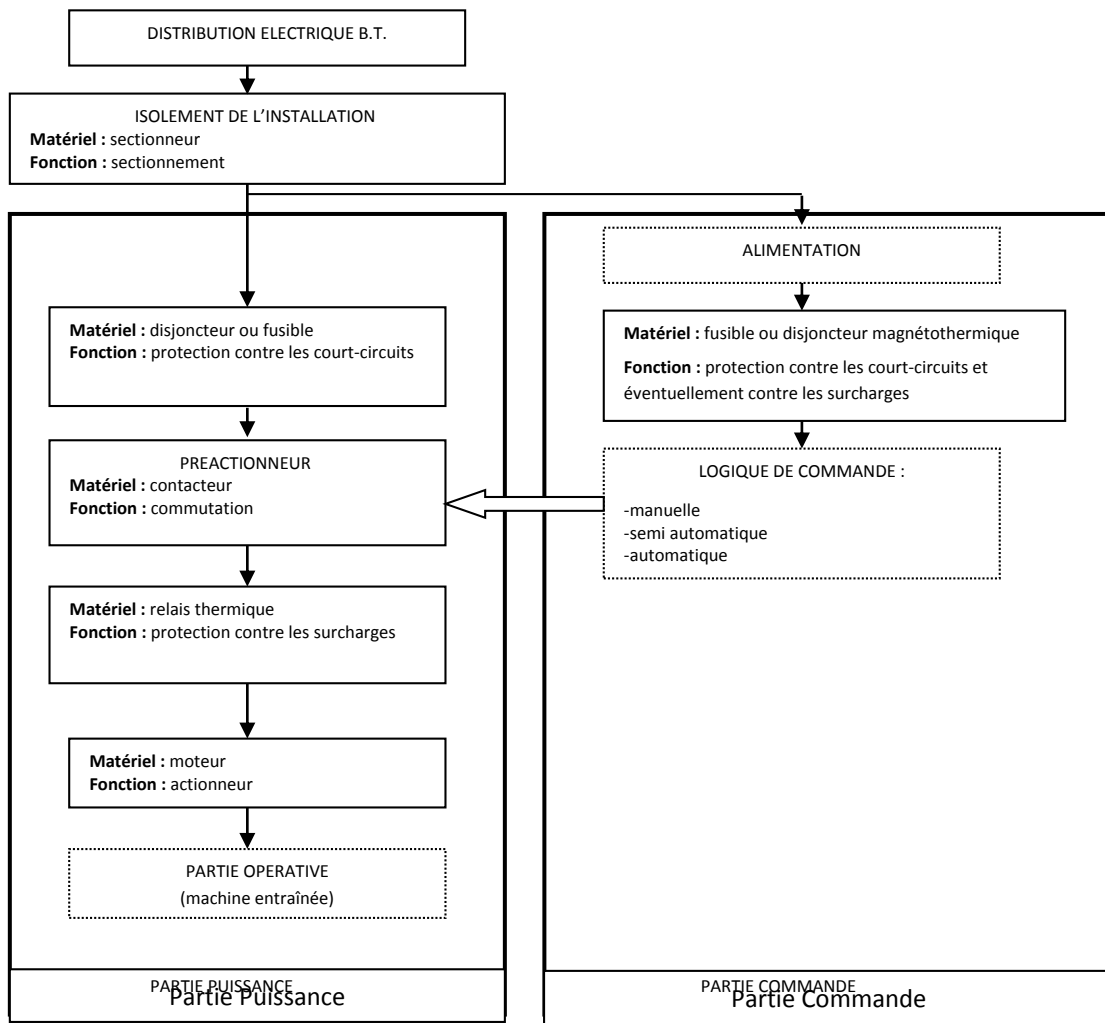 DISTRIBUTION ELECTRIQUE B.T.
ISOLEMENT DE L’INSTALLATION
Matériel : sectionneur
Fonction : sectionnement
Matériel : disjoncteur ou fusible
Fonction : protection contre les court-circuits
PREACTIONNEUR
Matériel : contacteur
Fonction : commutation
Matériel : relais thermique
Fonction : protection contre les surcharges
Matériel : moteur
Fonction : actionneur
PARTIE OPERATIVE
(machine entraînée)
PARTIE PUISSANCE
Partie Puissance
ALIMENTATION
Matériel : fusible ou disjoncteur magnétothermique
Fonction : protection contre les court-circuits et
éventuellement contre les surcharges
LOGIQUE DE COMMANDE :
-manuelle
-semi automatique
-automatique
PARTIE COMMANDE
Partie Commande